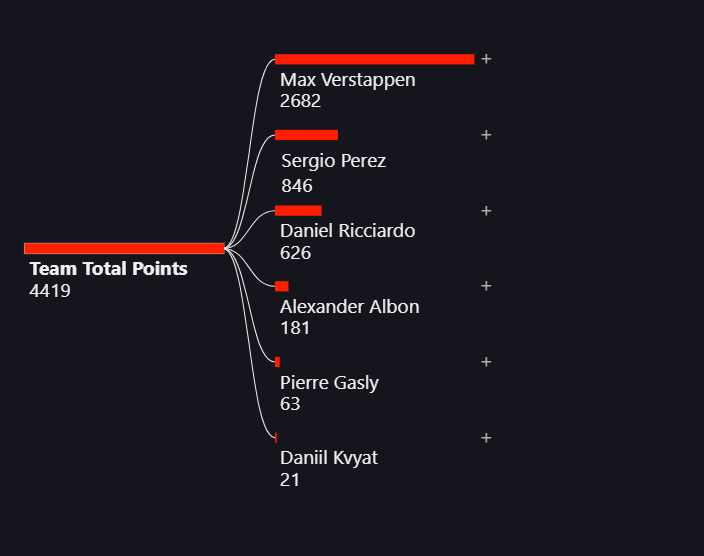 Max Verstappen
2682
Sergio Perez
846
Daniel Ricciardo
626
Team Total Points
4419
Alexander Albon
181
Pierre Gasly
63
Daniil Kvyat
21